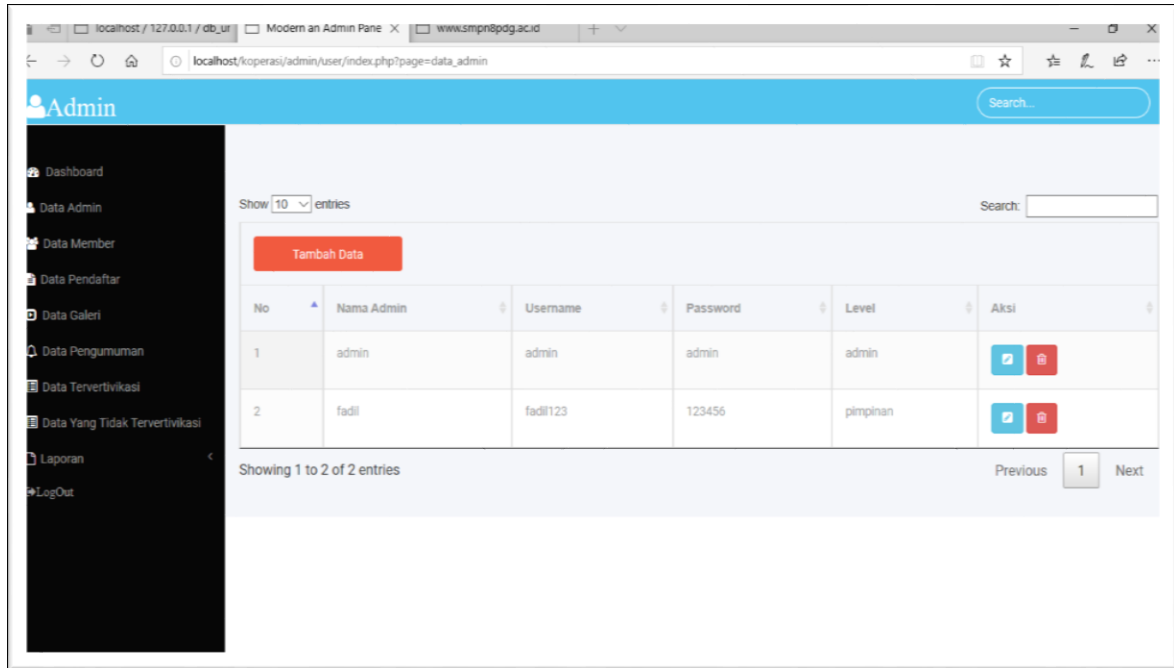 localhost / 127.0.0.1 / db_ur Modern an Admin Pane www.smpn8pdg.ac.id
localhost/koperasi/admin/user/index.php?page=data_admin
Admin Search...
Dashboard
Data Admin
Data Member
Data Pendaftar
Data Galeri
Data Pengumuman
Data Tervertivikasi
Data Yang Tidak Tervertivikasi
Laporan
LogOut
Show 10 entries Search:
Tambah Data
No Nama Admin Username Password Level Aksi
1 admin admin admin admin
2 fadil fadil123 123456 pimpinan
Showing 1 to 2 of 2 entries Previous 1 Next